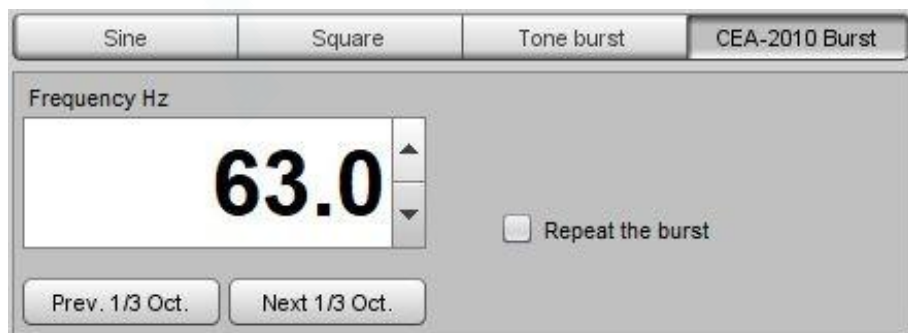 Sine Square Tone burst CEA-2010 Burst
Frequency Hz
63.0
Repeat the burst
Prev. 1/3 Oct. Next 1/3 Oct.